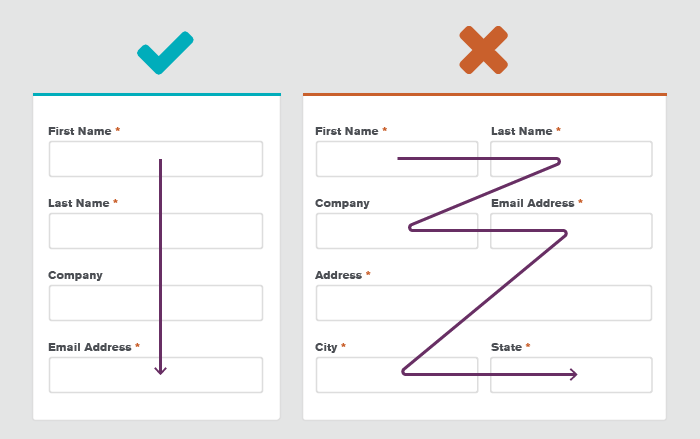 First Name *
Last Name *
Company
Email Address *
First Name *
Last Name *
Company
Email Address *
Address *
City *
State *